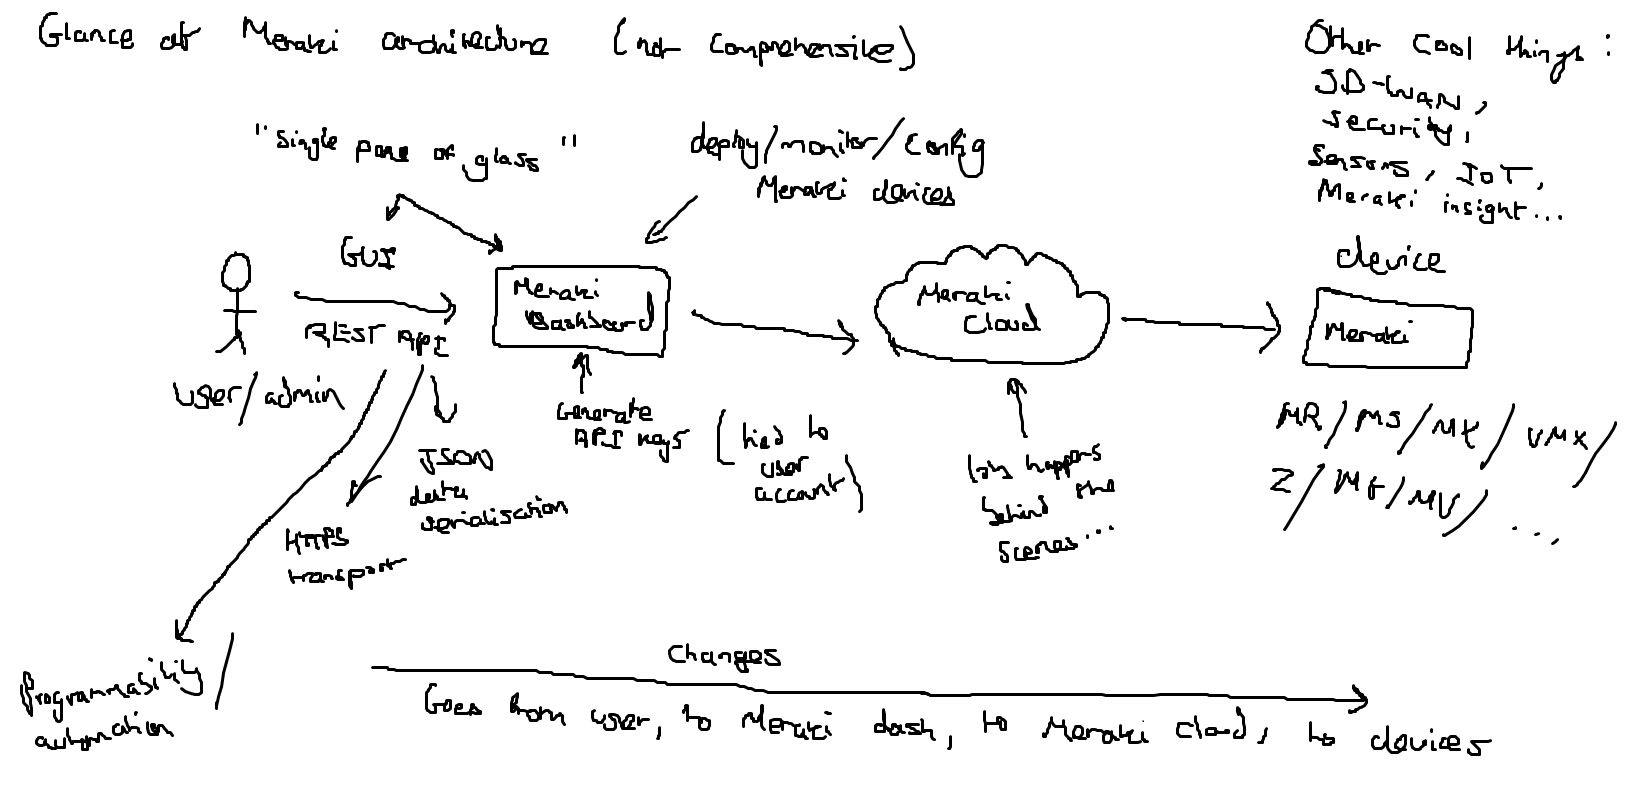 Glance at Meraki architecture (not comprehensive)
Other cool things:
SD-WAN,
security,
Sensors, IoT,
Meraki insight...
"single pane of glass"
deploy/monitor/config
Meraki devices
GUI
REST API
user/admin
Meraki
Dashboard
Meraki
Cloud
device
Meraki
Generate
API keys
(tied to
user
account)
JSON
data
serialisation
HTTPS
transport
lots happens
behind the
scenes...
MR/MS/MX/vMX/
Z/MG/MV/...
Programmability/
automation
Changes
Goes from user, to Meraki dash, to Meraki Cloud, to devices